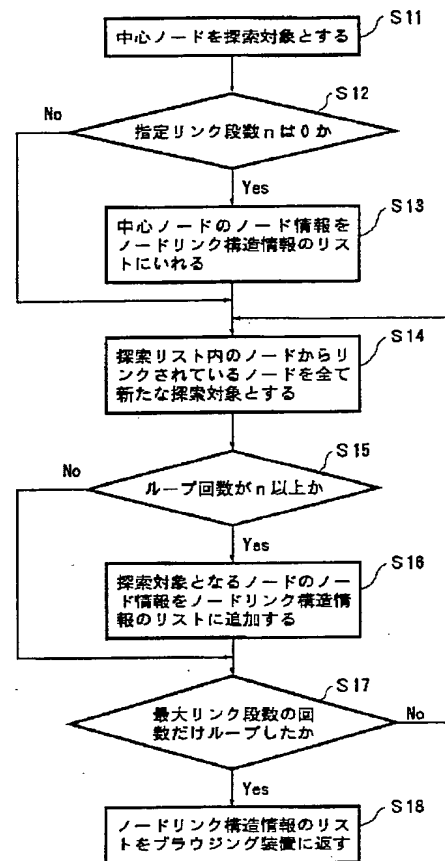 S11
中心ノードを探索対象とする
S12
No
指定リンク段数nは0か
Yes
S13
中心ノードのノード情報を
ノードリンク構造情報のリス
トにいれる
S14
探索リスト内のノードからリ
ンクされているノードを全て
新たな探索対象とする
S15
No
ループ回数がn以上か
Yes
S16
探索対象となるノードのノー
ド情報をノードリンク構造情
報のリストに追加する
S17
最大リンク段数の回
数だけループしたか
No
Yes
S18
ノードリンク構造情報のリス
トをブラウジング装置に返す